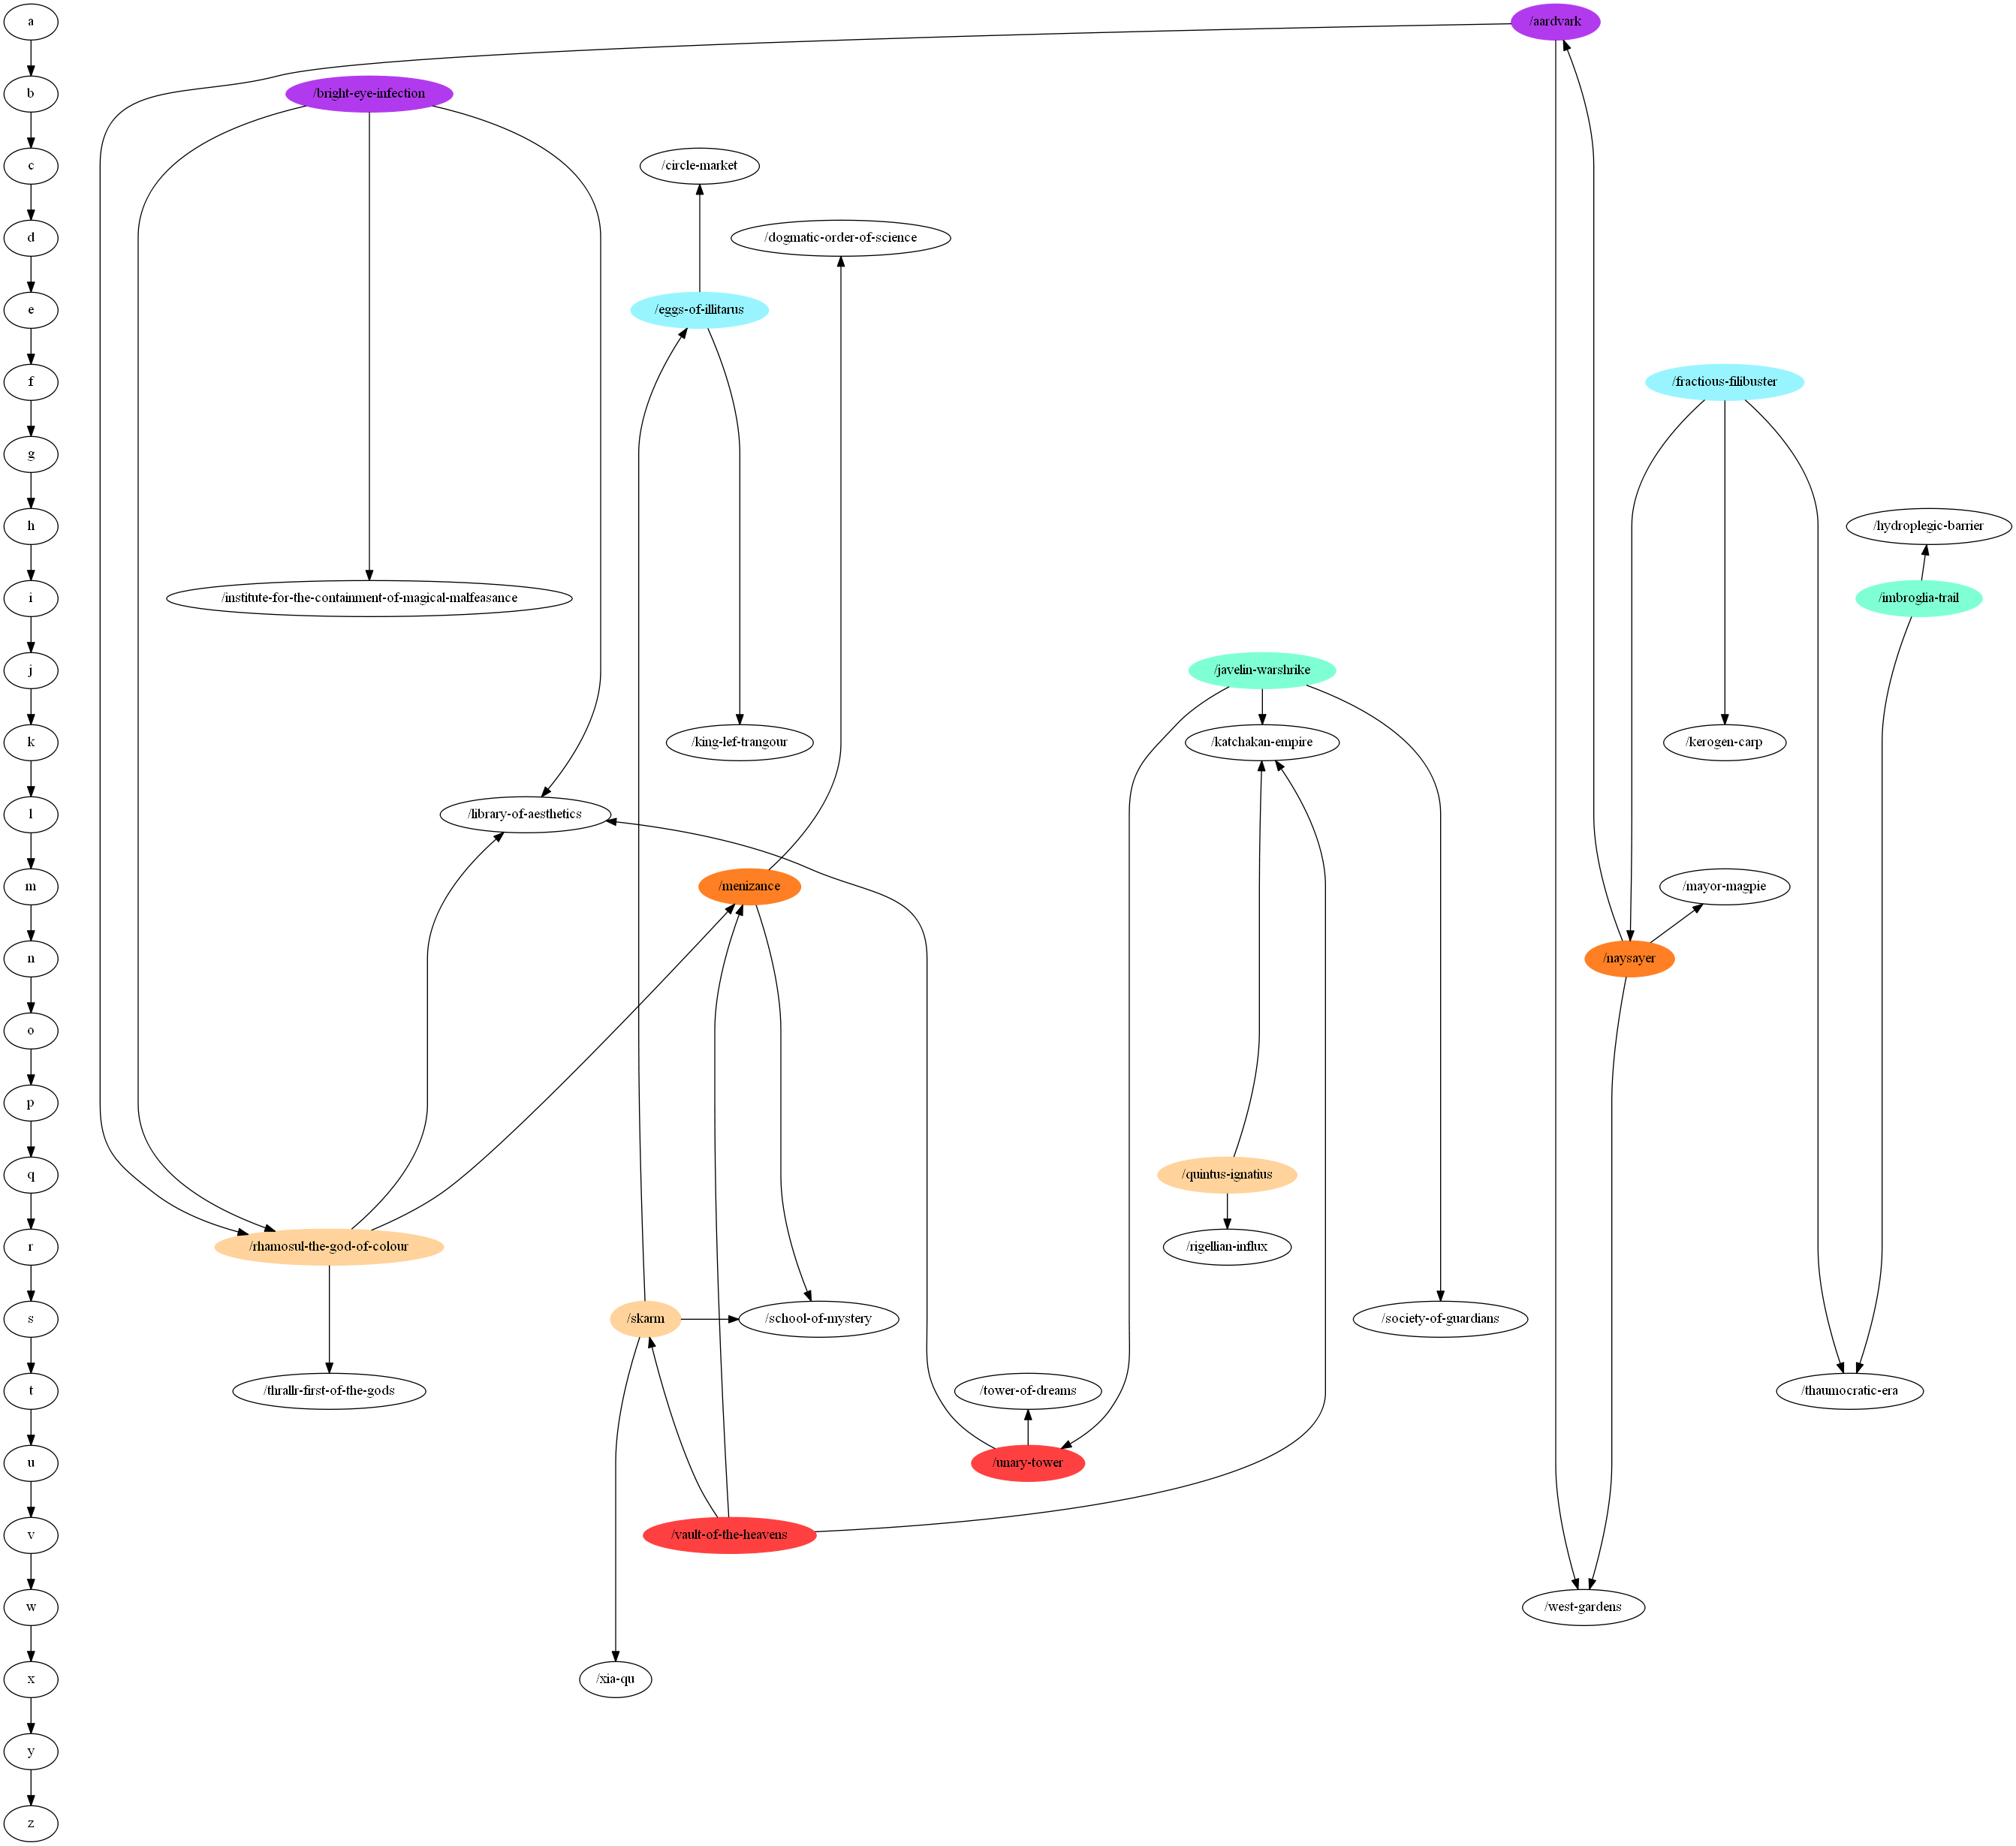 a
/aardvark
b
/bright-eye-infection
c
/circle-market
d
/dogmatic-order-of-science
e
/eggs-of-illitarus
f
/fractious-filibuster
g
h
/hydroplegic-barrier
i
/institute-for-the-containment-of-magical-malfeasance
/imbroglia-trail
j
/javelin-warshrike
k
/king-lef-trangour
/katchakan-empire
/kerogen-carp
l
/library-of-aesthetics
m
/menizance
/mayor-magpie
n
/naysayer
o
p
q
/quintus-ignatius
r
/rhamosul-the-god-of-colour
/rigellian-influx
s
/skarm
/school-of-mystery
/society-of-guardians
t
/thrallr-first-of-the-gods
/tower-of-dreams
/thaumocratic-era
u
/unary-tower
v
/vault-of-the-heavens
w
/west-gardens
x
/xia-qu
y
z